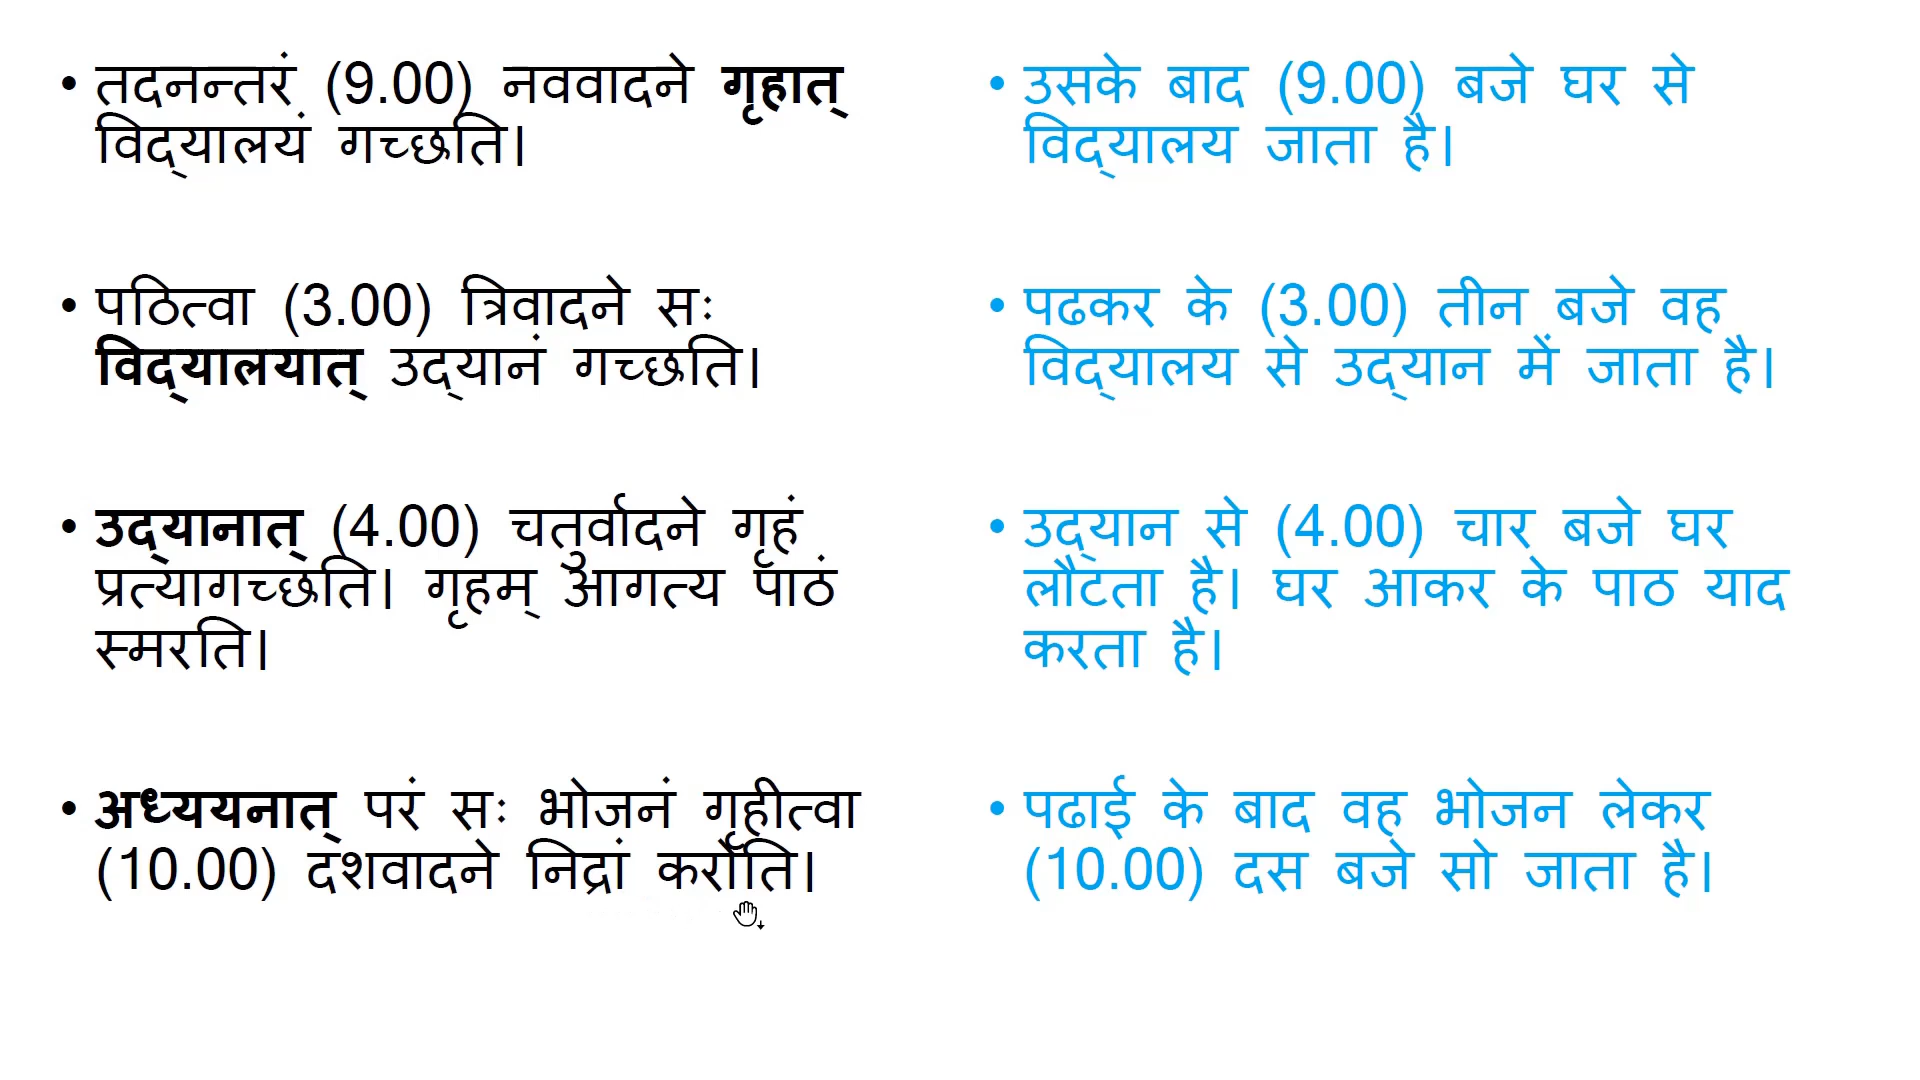 • तदनन्तरं (9.00) नववादने गृहात्
विद्यालयं गच्छति।
• पठित्वा (3.00) त्रिवादने सः
विद्यालयात् उद्यानं गच्छति।
• उद्यानात् (4.00) चतुर्वादने गृहं
प्रत्यागच्छति। गृहम् आगत्य पाठं
स्मरति।
• अध्ययनात् परं सः भोजनं गृहीत्वा
(10.00) दशवादने निद्रां करोति।
• उसके बाद (9.00) बजे घर से
विद्यालय जाता है।
• पढकर के (3.00) तीन बजे वह
विद्यालय से उद्यान में जाता है।
• उद्यान से (4.00) चार बजे घर
लौटता है। घर आकर के पाठ याद
करता है।
• पढाई के बाद वह भोजन लेकर
(10.00) दस बजे सो जाता है।